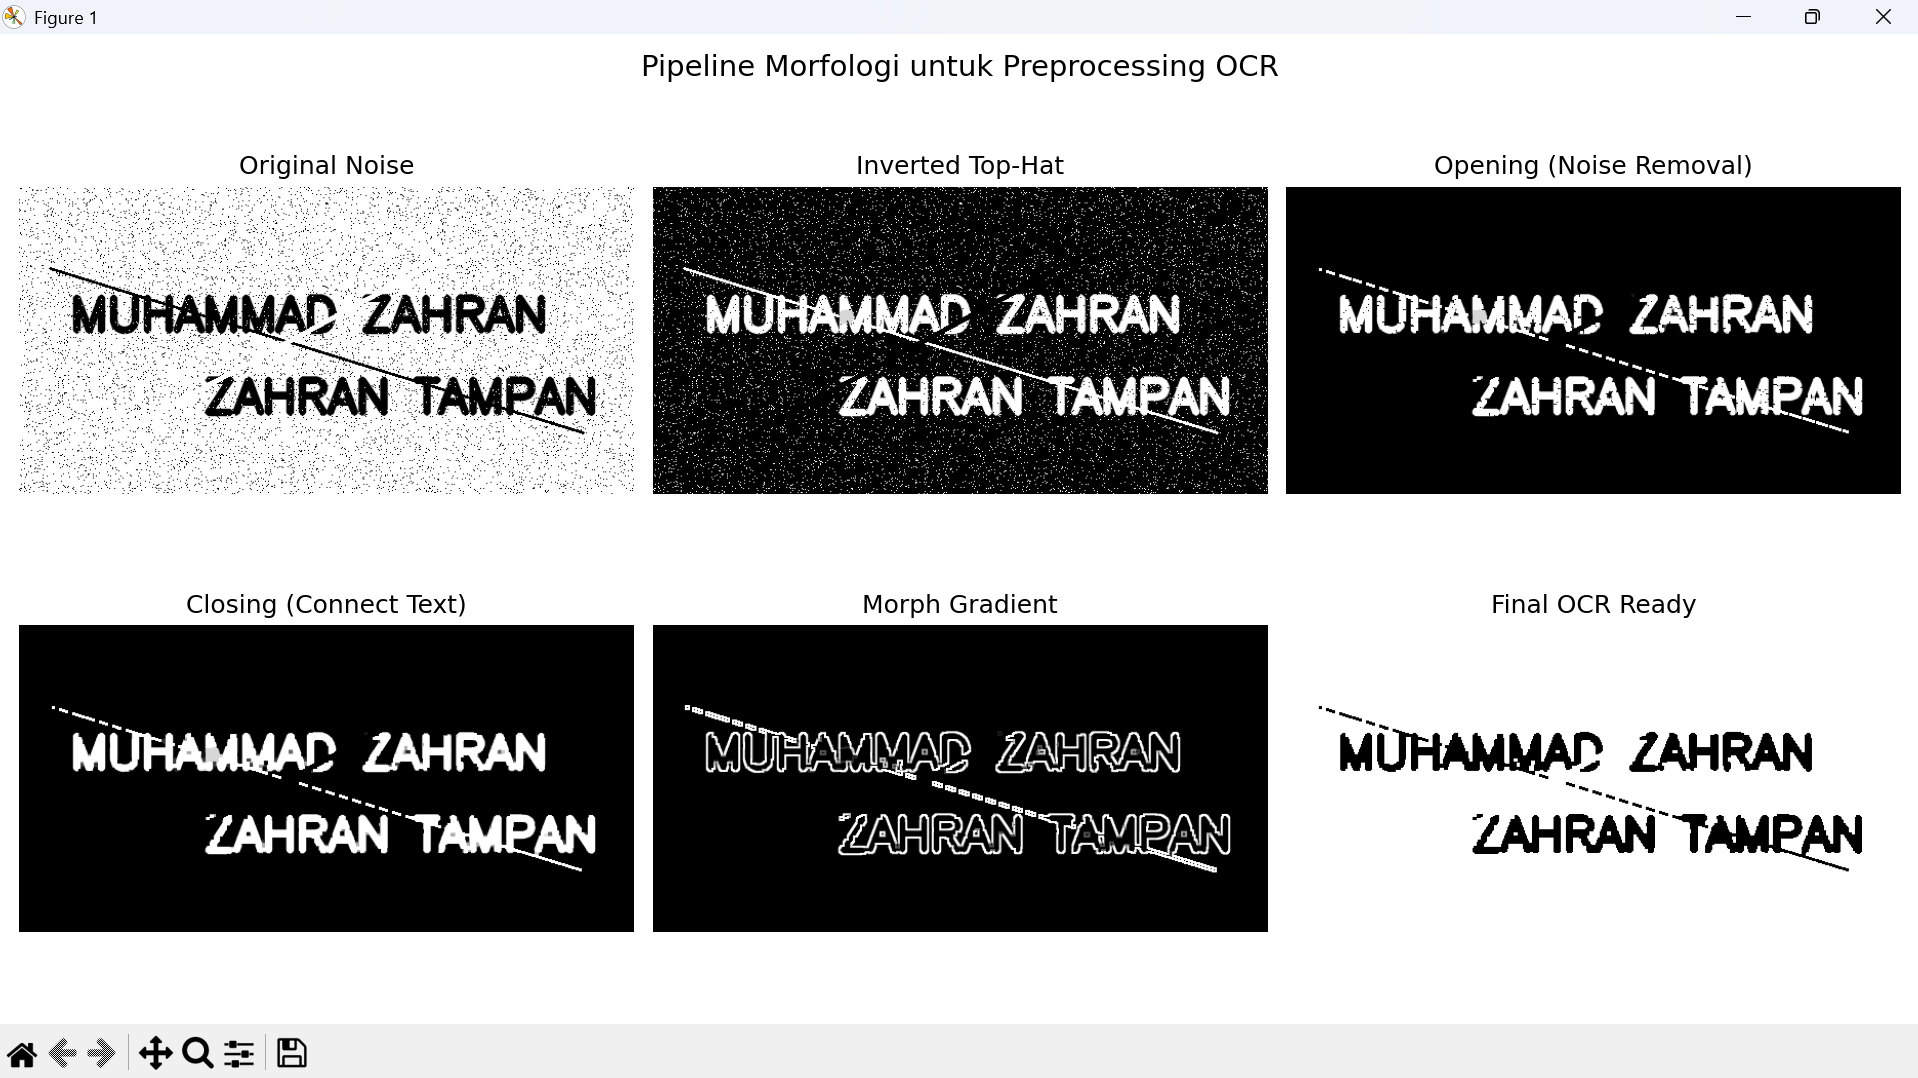 Figure 1
Pipeline Morfologi untuk Preprocessing OCR
Original Noise
Inverted Top-Hat
Opening (Noise Removal)
MUHAMMAD ZAHRAN
ZAHRAN TAMPAN
MUHAMMAD ZAHRAN
ZAHRAN TAMPAN
MUHAMMAD ZAHRAN
ZAHRAN TAMPAN
Closing (Connect Text)
Morph Gradient
Final OCR Ready
MUHAMMAD ZAHRAN
ZAHRAN TAMPAN
MUHAMMAD ZAHRAN
ZAHRAN TAMPAN
MUHAMMAD ZAHRAN
ZAHRAN TAMPAN